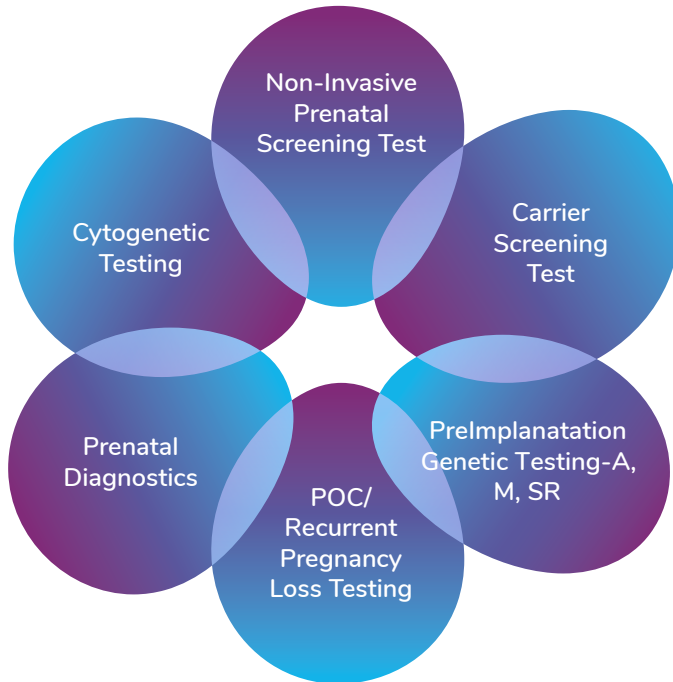 Non-Invasive
Prenatal
Screening Test
Carrier
Screening
Test
PreImplanatation
Genetic Testing-A,
M, SR
POC/
Recurrent
Pregnancy
Loss Testing
Prenatal
Diagnostics
Cytogenetic
Testing